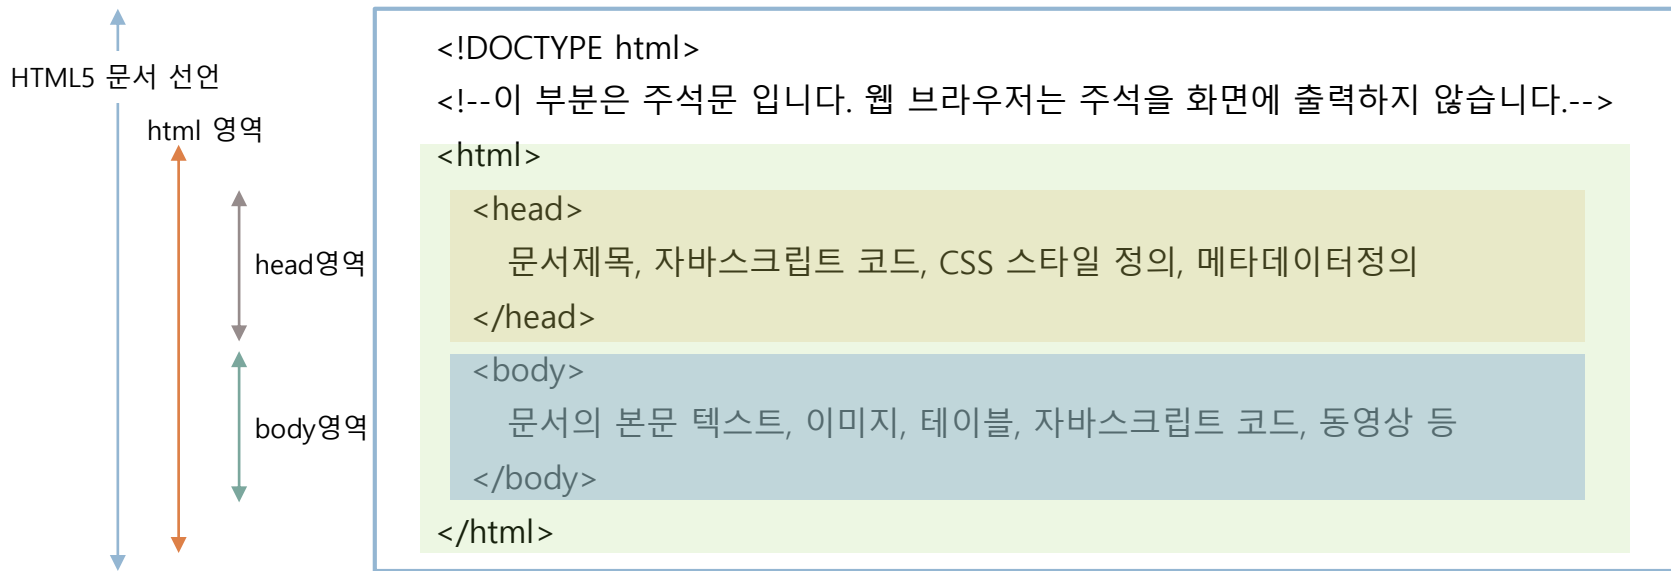 HTML5 문서 선언
html 영역
head영역
body영역
<!DOCTYPE html>
<!--이 부분은 주석문 입니다. 웹 브라우저는 주석을 화면에 출력하지 않습니다.-->
<html>
<head>
문서제목, 자바스크립트 코드, CSS 스타일 정의, 메타데이터정의
</head>
<body>
문서의 본문 텍스트, 이미지, 테이블, 자바스크립트 코드, 동영상 등
</body>
</html>